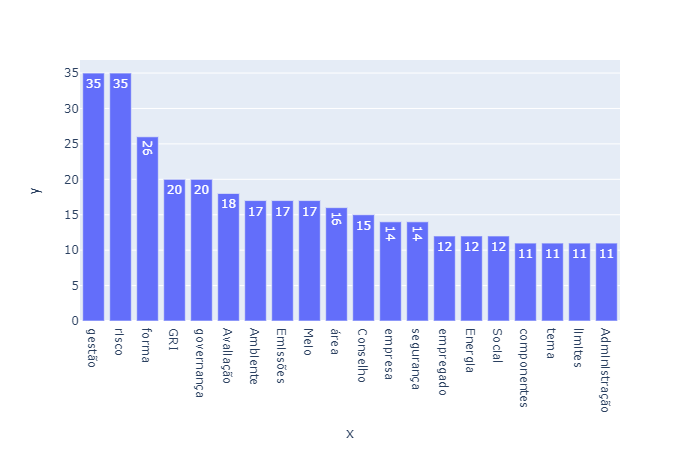 35
30
25
20
15
10
5
0
y
35
35
26
20
20
18
17
17
17
16
15
14
14
12
12
12
11
11
11
11
gestão
risco
forma
GRI
governança
Avaliação
Ambiente
Emissões
Meio
área
Conselho
empresa
segurança
empregado
Energia
Social
componentes
tema
limites
Administração
x